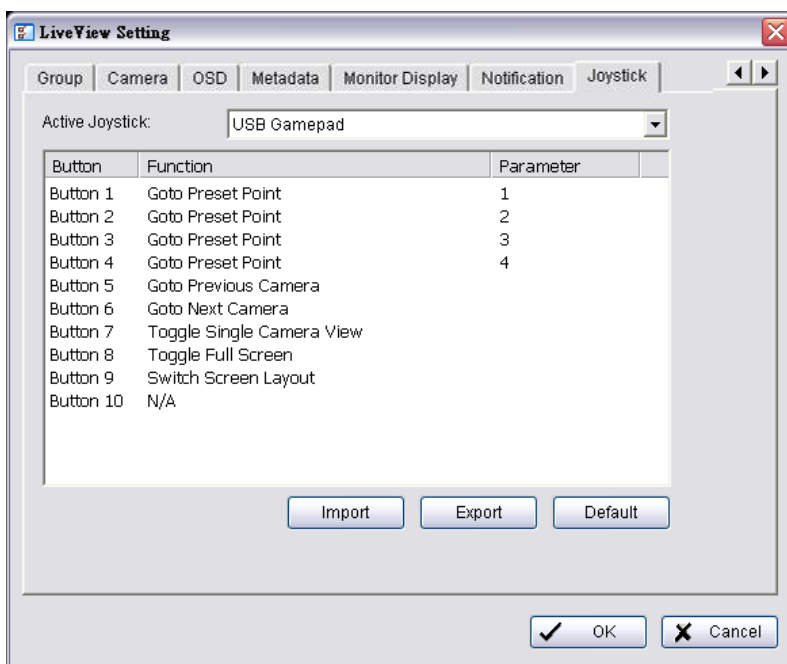 LiveView Setting
Group Camera OSD Metadata Monitor Display Notification Joystick
Active Joystick: USB Gamepad
Button Function Parameter
Button 1 Goto Preset Point 1
Button 2 Goto Preset Point 2
Button 3 Goto Preset Point 3
Button 4 Goto Preset Point 4
Button 5 Goto Previous Camera
Button 6 Goto Next Camera
Button 7 Toggle Single Camera View
Button 8 Toggle Full Screen
Button 9 Switch Screen Layout
Button 10 N/A
Import Export Default
OK Cancel